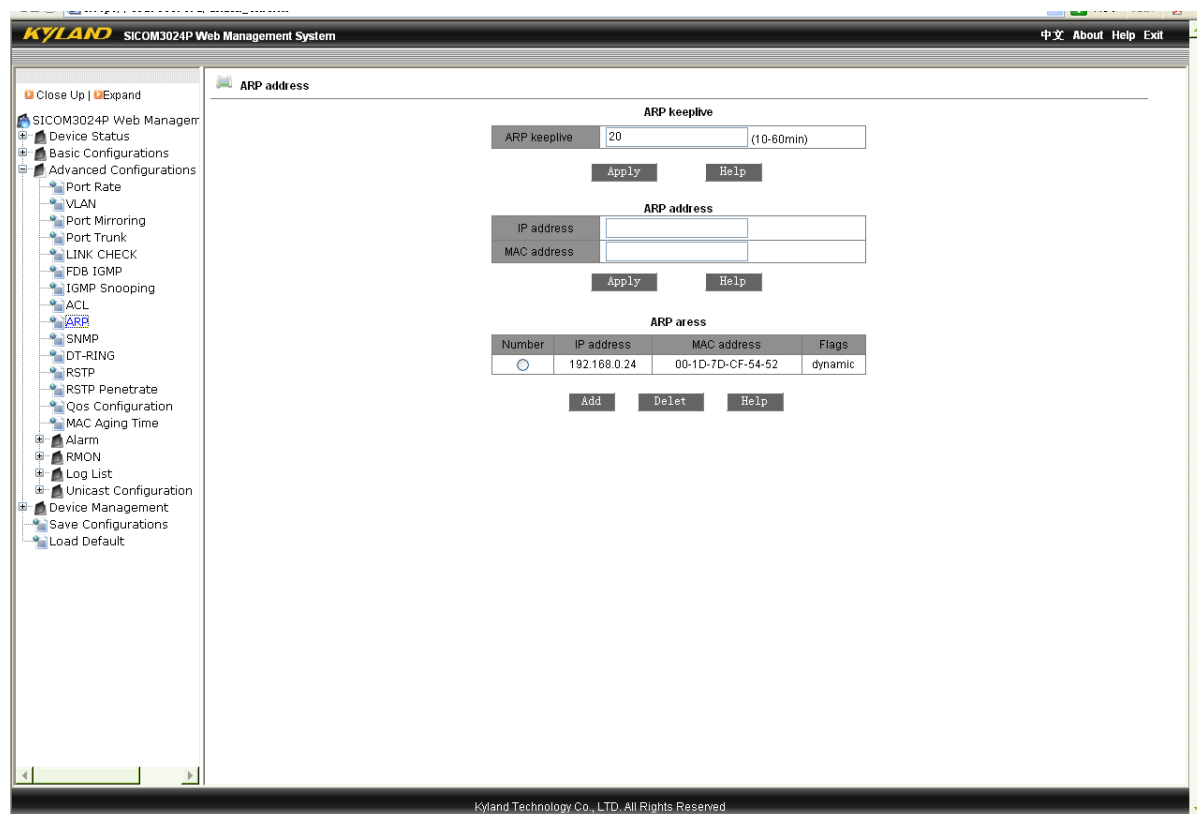 KYLAND SICOM3024P Web Management System
中文 About Help Exit
Close Up | Expand
SICOM3024P Web Managem
Device Status
Basic Configurations
Advanced Configurations
Port Rate
VLAN
Port Mirroring
Port Trunk
LINK CHECK
FDB IGMP
IGMP Snooping
ACL
ARP
SNMP
DT-RING
RSTP
RSTP Penetrate
Qos Configuration
MAC Aging Time
Alarm
RMON
Log List
Unicast Configuration
Device Management
Save Configurations
Load Default
ARP address
ARP keeplive
ARP keeplive 20 (10-60min)
Apply Help
ARP address
IP address
MAC address
Apply Help
ARP aress
Number IP address MAC address Flags
192.168.0.24 00-1D-7D-CF-54-52 dynamic
Add Delet Help
Kyland Technology Co., LTD. All Rights Reserved